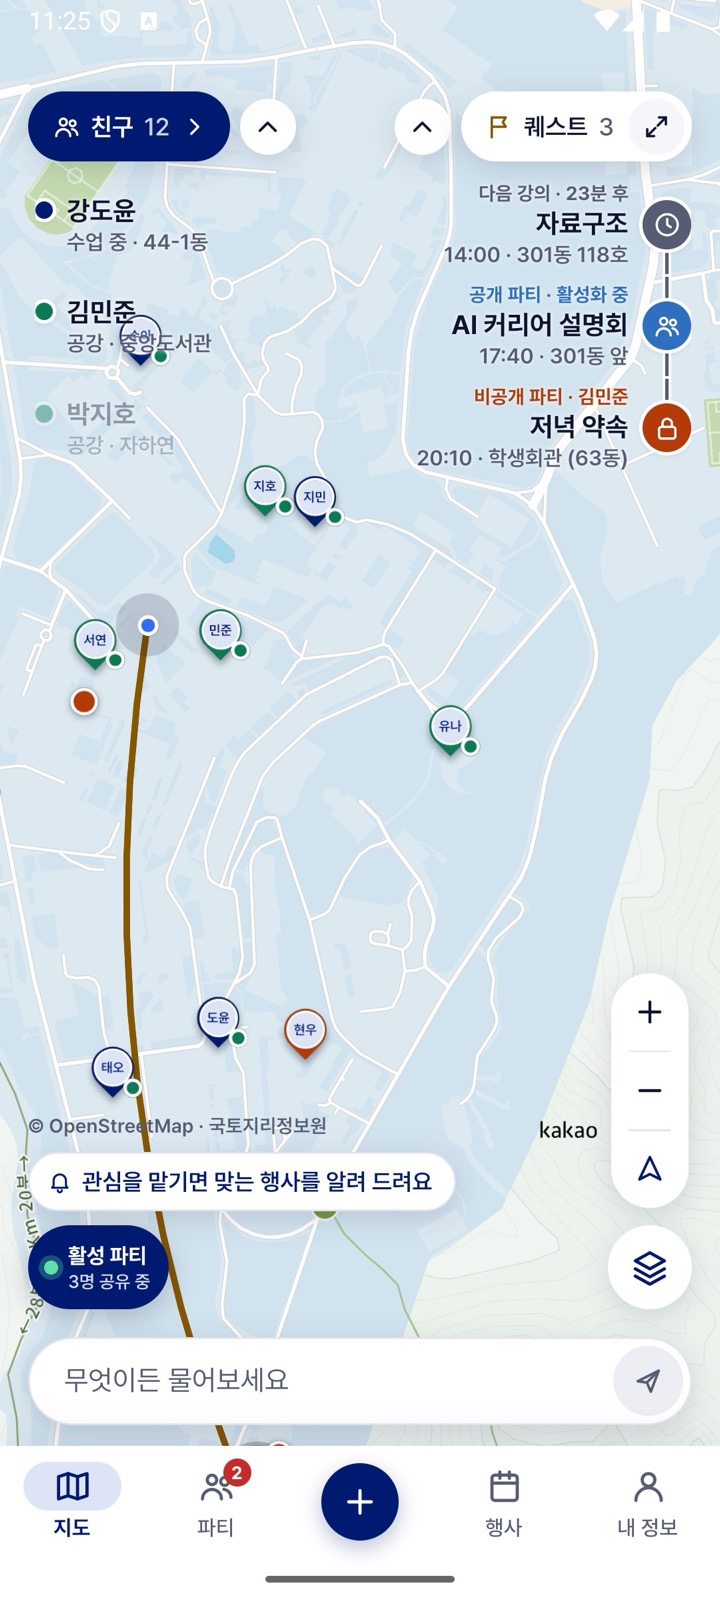 11:25
친구 12
퀘스트 3
강도윤
수업 중 · 44-1동
김민준
공강 · 중앙도서관
박지호
공강 · 자하연
다음 강의 · 23분 후
자료구조
14:00 · 301동 118호
공개 파티 · 활성화 중
AI 커리어 설명회
17:40 · 301동 앞
비공개 파티 · 김민준
저녁 약속
20:10 · 학생회관 (63동)
지호
지민
서연
민준
유나
도윤
현우
태오
© OpenStreetMap · 국토지리정보원
kakao
관심을 맡기면 맞는 행사를 알려 드려요
활성 파티
3명 공유 중
무엇이든 물어보세요
지도
파티
2
행사
내 정보